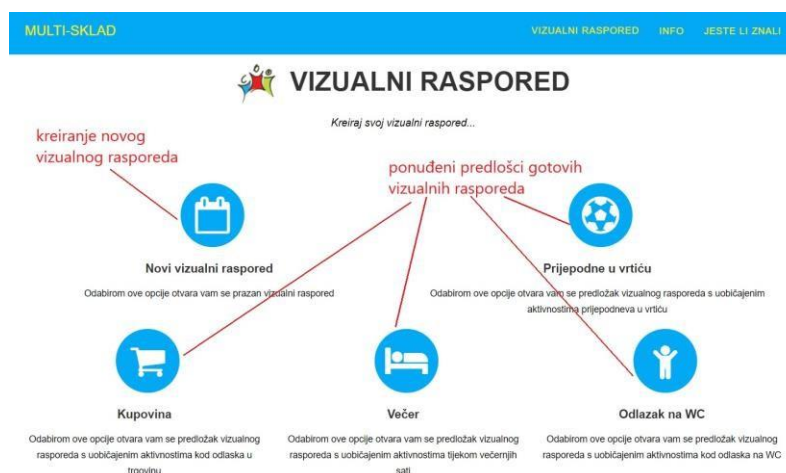 MULTI-SKLAD
VIZUALNI RASPORED INFO JESTE LI ZNALI
VIZUALNI RASPORED
Kreiraj svoj vizualni raspored...
kreiranje novog
vizualnog rasporeda
ponuđeni predlošci gotovih
vizualnih rasporeda
Novi vizualni raspored
Odabirom ove opcije otvara vam se prazan vizualni raspored
Prijepodne u vrtiću
Odabirom ove opcije otvara vam se predložak vizualnog rasporeda s uobičajenim
aktivnostima prijepodneva u vrtiću
Kupovina
Odabirom ove opcije otvara vam se predložak vizualnog
rasporeda s uobičajenim aktivnostima kod odlaska u
trgovinu
Večer
Odabirom ove opcije otvara vam se predložak vizualnog
rasporeda s uobičajenim aktivnostima tijekom večernjih
sati
Odlazak na WC
Odabirom ove opcije otvara vam se predložak vizualnog
rasporeda s uobičajenim aktivnostima kod odlaska na WC